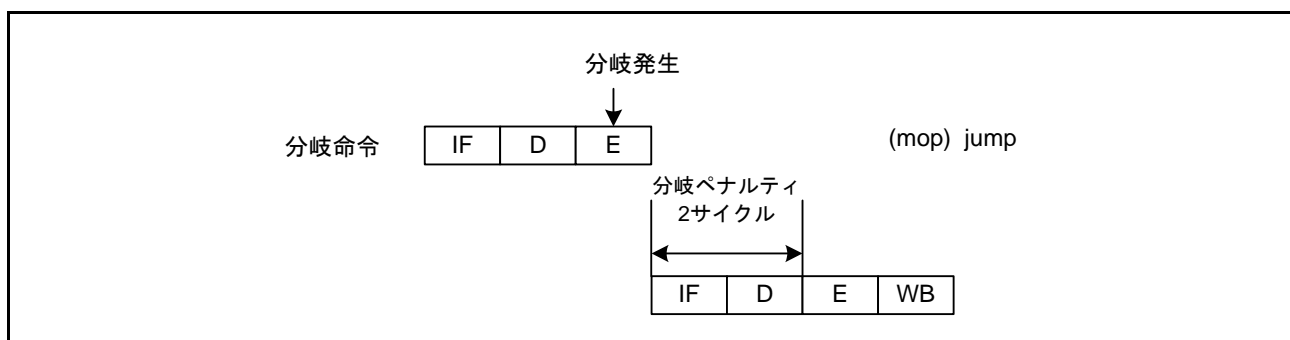 分岐発生
分岐命令 IF D E (mop) jump
分岐ペナルティ
2サイクル
IF D E WB